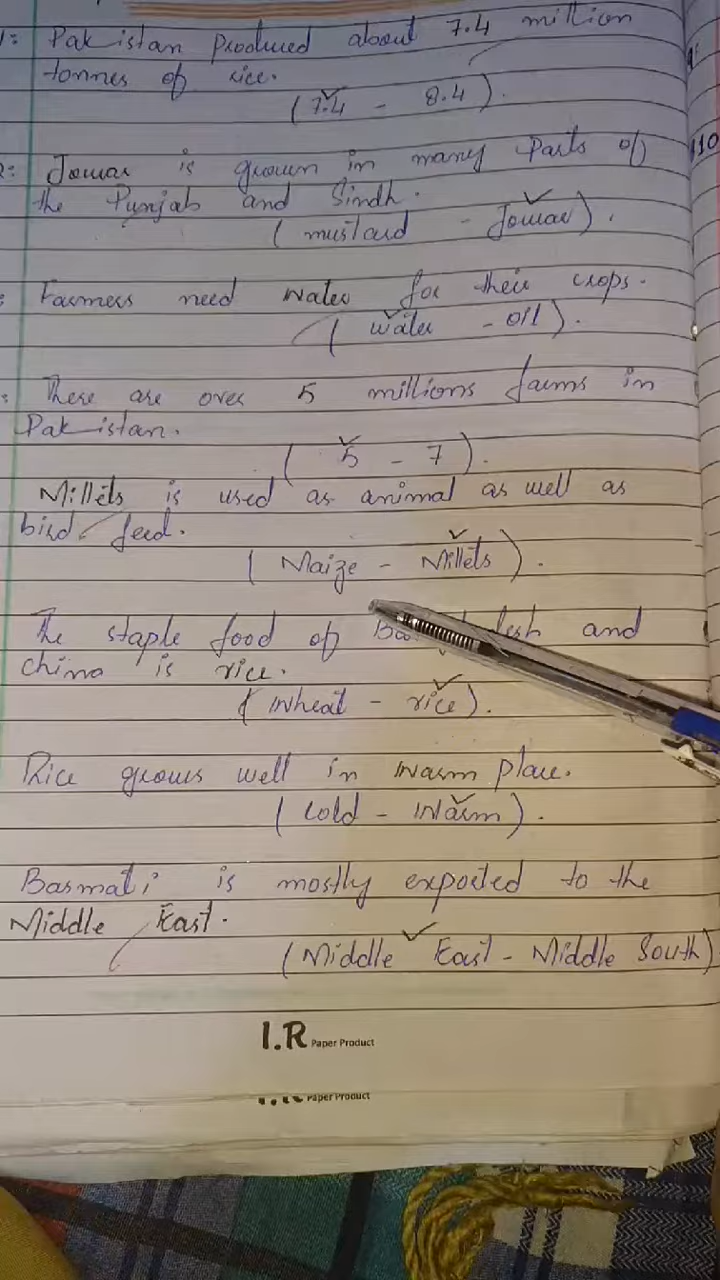 1: Pakistan produced about 7.4 million
tonnes of rice.
(7.4 - 8.4).
2: Jowar is grown in many parts of
the Punjab and Sindh.
(mustard - Jowar).
: Farmers need water for their crops.
(water - oil).
: There are over 5 millions farms in
Pakistan.
(5 - 7).
Millets is used as animal as well as
bird feed.
(Maize - Millets).
The staple food of and
china is rice.
(wheat - rice).
Rice grows well in warm place.
(cold - warm).
Basmati is mostly exported to the
Middle East.
(Middle East - Middle South)
I.R Paper Product
Paper Product